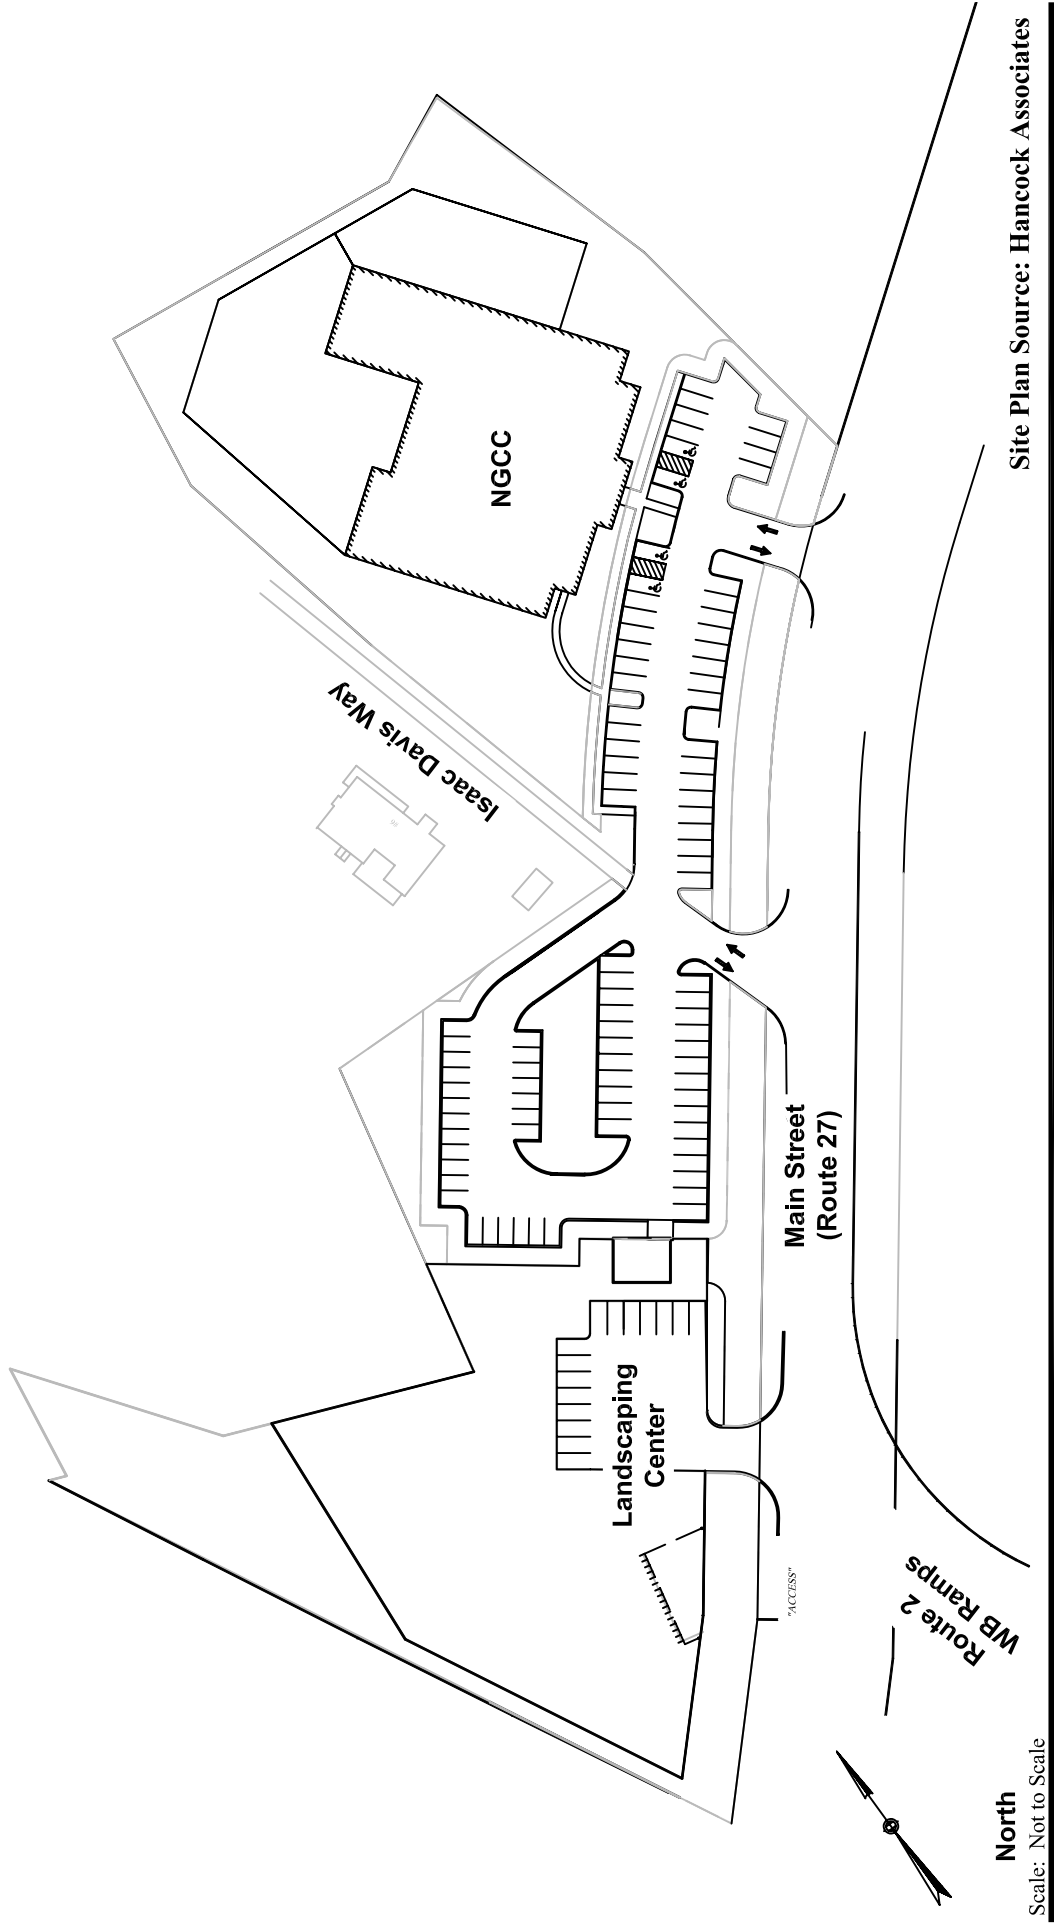 Site Plan Source: Hancock Associates
NGCC
Isaac Davis Way
Main Street
(Route 27)
Landscaping
Center
"ACCESS"
Route 2
WB Ramps
North
Scale: Not to Scale